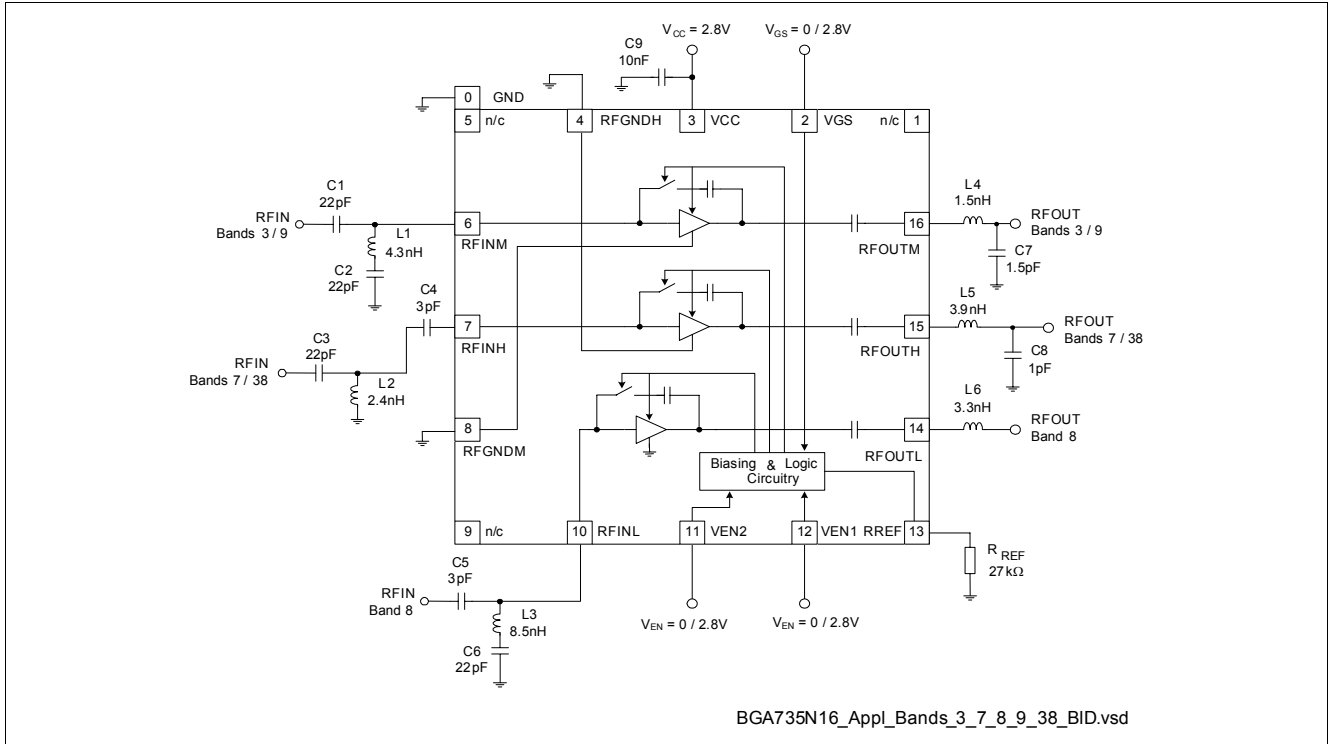 V_CC = 2.8V
V_GS = 0 / 2.8V
C9
10nF
0
GND
5
n/c
4
RFGNDH
3
VCC
2
VGS
n/c
1
C1
22pF
RFIN
Bands 3 / 9
L1
4.3nH
C2
22pF
6
RFINM
16
RFOUTM
L4
1.5nH
RFOUT
Bands 3 / 9
C7
1.5pF
C4
3pF
C3
22pF
RFIN
Bands 7 / 38
L2
2.4nH
7
RFINH
15
RFOUTH
L5
3.9nH
RFOUT
Bands 7 / 38
C8
1pF
8
RFGNDM
14
RFOUTL
L6
3.3nH
RFOUT
Band 8
Biasing & Logic
Circuitry
9
n/c
10
RFINL
11
VEN2
12
VEN1
RREF
13
R_REF
27kΩ
C5
3pF
RFIN
Band 8
L3
8.5nH
C6
22pF
V_EN = 0 / 2.8V
V_EN = 0 / 2.8V
BGA735N16_Appl_Bands_3_7_8_9_38_BID.vsd